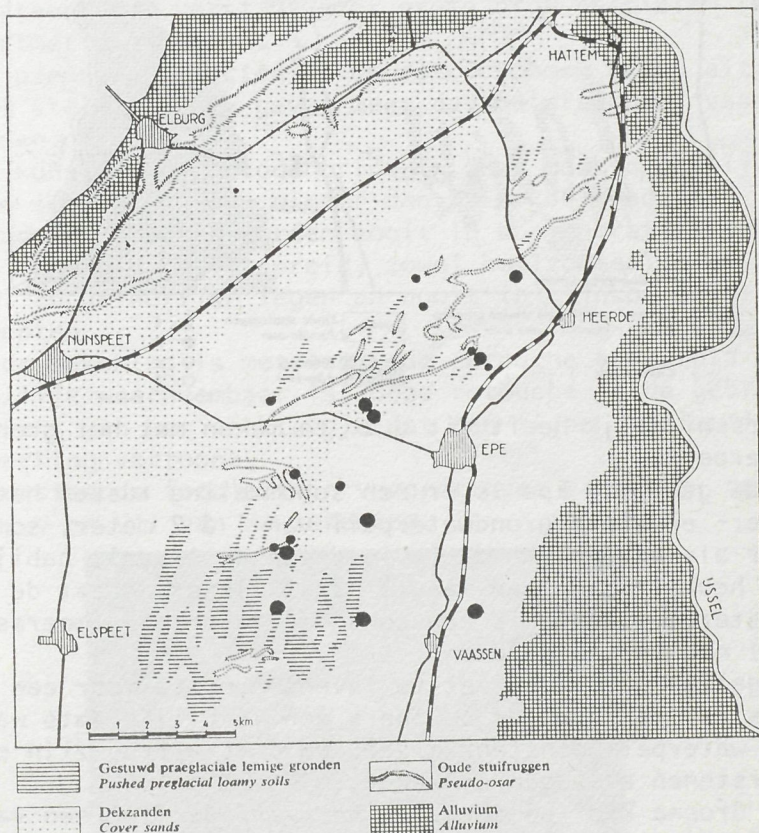 HATTEM
ELBURG
NUNSPEET
HEERDE
EPE
ELSPEET
VAASSEN
IJSSEL
0 1 2 3 4 5km
Gestuwd praeglaciale lemige gronden
Pushed preglacial loamy soils
Oude stuifruggen
Pseudo-osar
Dekzanden
Cover sands
Alluvium
Alluvium